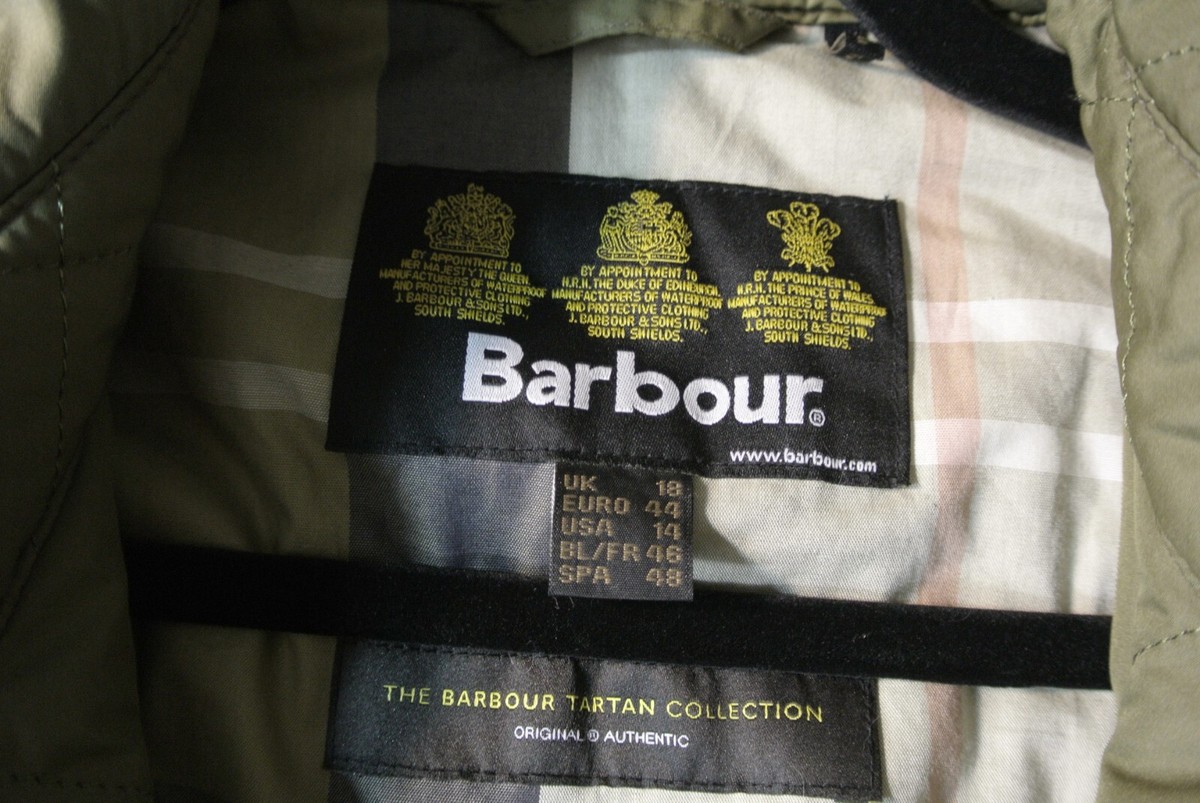 BY APPOINTMENT TO
HER MAJESTY THE QUEEN
MANUFACTURERS OF WATERPROOF
AND PROTECTIVE CLOTHING
J. BARBOUR & SONS LTD.,
SOUTH SHIELDS.
BY APPOINTMENT TO
H.R.H. THE DUKE OF EDINBURGH
MANUFACTURERS OF WATERPROOF
AND PROTECTIVE CLOTHING
J. BARBOUR & SONS LTD.,
SOUTH SHIELDS.
BY APPOINTMENT TO
H.R.H. THE PRINCE OF WALES
MANUFACTURERS OF WATERPROOF
AND PROTECTIVE CLOTHING
J. BARBOUR & SONS LTD.,
SOUTH SHIELDS.
Barbour®
www.barbour.com
UK 18
EURO 44
USA 14
BL/FR 46
SPA 48
THE BARBOUR TARTAN COLLECTION
ORIGINAL ® AUTHENTIC